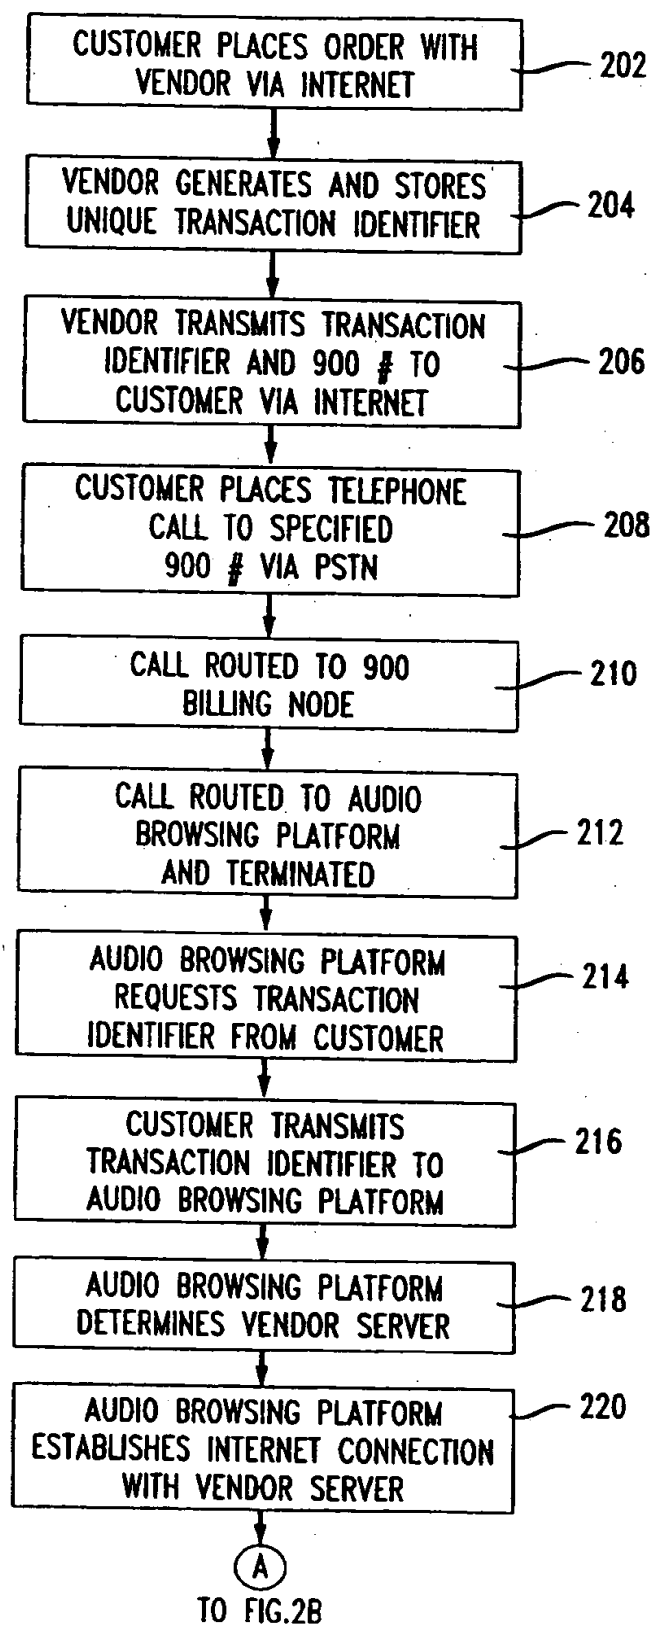 CUSTOMER PLACES ORDER WITH
VENDOR VIA INTERNET
202
VENDOR GENERATES AND STORES
UNIQUE TRANSACTION IDENTIFIER
204
VENDOR TRANSMITS TRANSACTION
IDENTIFIER AND 900 # TO
CUSTOMER VIA INTERNET
206
CUSTOMER PLACES TELEPHONE
CALL TO SPECIFIED
900 # VIA PSTN
208
CALL ROUTED TO 900
BILLING NODE
210
CALL ROUTED TO AUDIO
BROWSING PLATFORM
AND TERMINATED
212
AUDIO BROWSING PLATFORM
REQUESTS TRANSACTION
IDENTIFIER FROM CUSTOMER
214
CUSTOMER TRANSMITS
TRANSACTION IDENTIFIER TO
AUDIO BROWSING PLATFORM
216
AUDIO BROWSING PLATFORM
DETERMINES VENDOR SERVER
218
AUDIO BROWSING PLATFORM
ESTABLISHES INTERNET CONNECTION
WITH VENDOR SERVER
220
A
TO FIG.2B